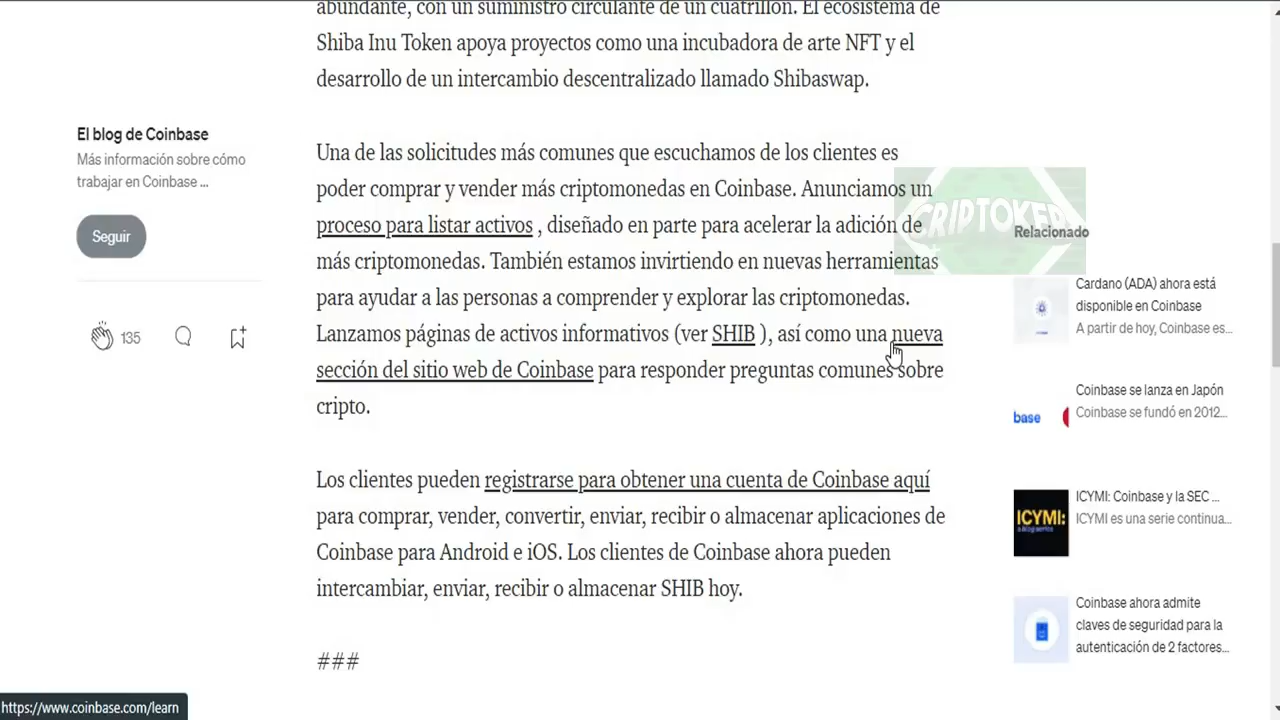 abundante, con un suministro circulante de un cuatrillón. El ecosistema de
Shiba Inu Token apoya proyectos como una incubadora de arte NFT y el
desarrollo de un intercambio descentralizado llamado Shibaswap.
El blog de Coinbase
Más información sobre cómo
trabajar en Coinbase ...
Seguir
135
Una de las solicitudes más comunes que escuchamos de los clientes es
poder comprar y vender más criptomonedas en Coinbase. Anunciamos un
proceso para listar activos , diseñado en parte para acelerar la adición de
más criptomonedas. También estamos invirtiendo en nuevas herramientas
para ayudar a las personas a comprender y explorar las criptomonedas.
Lanzamos páginas de activos informativos (ver SHIB ), así como una nueva
sección del sitio web de Coinbase para responder preguntas comunes sobre
cripto.
Los clientes pueden registrarse para obtener una cuenta de Coinbase aquí
para comprar, vender, convertir, enviar, recibir o almacenar aplicaciones de
Coinbase para Android e iOS. Los clientes de Coinbase ahora pueden
intercambiar, enviar, recibir o almacenar SHIB hoy.
###
CRIPTOKER
Relacionado
Cardano (ADA) ahora está
disponible en Coinbase
A partir de hoy, Coinbase es...
base
Coinbase se lanza en Japón
Coinbase se fundó en 2012...
ICYMI:
a blog series
ICYMI: Coinbase y la SEC ...
ICYMI es una serie continua...
Coinbase ahora admite
claves de seguridad para la
autenticación de 2 factores...
https://www.coinbase.com/learn